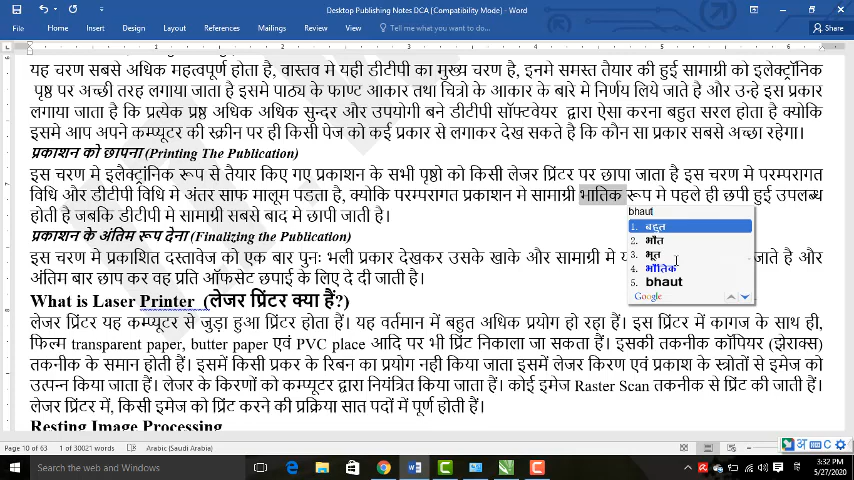 Desktop Publishing Notes DCA [Compatibility Mode] - Word
File Home Insert Design Layout References Mailings Review View Tell me what you want to do... Share
यह चरण सबसे अधिक महत्वपूर्ण होता है, वास्तव मे यही डीटीपी का मुख्य चरण है, इनमे समस्त तैयार की हुई सामाग्री को इलेक्ट्रॉनिक
पृष्ठ पर अच्छी तरह लगाया जाता है इसमे पाठ्य के फाण्ट आकार तथा चित्रो के आकार के बारे मे निर्णय लिये जाते है और उन्हे इस प्रकार
लगाया जाता है कि प्रत्येक प्रष्ठ अधिक अधिक सुन्दर और उपयोगी बने डीटीपी सॉफ्टवेयर द्वारा ऐसा करना बहुत सरल होता है क्योकि
इसमे आप अपने कम्प्यूटर की स्क्रीन पर ही किसी पेज को कई प्रकार से लगाकर देख सकते है कि कौन सा प्रकार सबसे अच्छा रहेगा।
प्रकाशन को छापना (Printing The Publication)
इस चरण मे इलैक्ट्रांनिक रूप से तैयार किए गए प्रकाशन के सभी पृष्ठो को किसी लेजर प्रिंटर पर छापा जाता है इस चरण मे परम्परागत
विधि और डीटीपी विधि मे अंतर साफ मालूम पडता है, क्योकि परम्परागत प्रकाशन मे सामाग्री भातिक रूप मे पहले ही छपी हुई उपलब्ध
होती है जबकि डीटीपी मे सामाग्री सबसे बाद मे छापी जाती है।
bhaut
1. बहुत
2. भौत
3. भूत
4. भौतिक
5. bhaut
Google
प्रकाशन के अंतिम रूप देना (Finalizing the Publication)
इस चरण मे प्रकाशित दस्तावेज को एक बार पुनः भली प्रकार देखकर उसके खाके और सामाग्री मे जाते है और
अंतिम बार छाप कर वह प्रति ऑफसेट छपाई के लिए दे दी जाती है।
What is Laser Printer (लेजर प्रिंटर क्या हैं?)
लेजर प्रिंटर यह कम्प्यूटर से जुड़ा हुआ प्रिंटर होता हैं। यह वर्तमान में बहुत अधिक प्रयोग हो रहा हैं। इस प्रिंटर में कागज के साथ ही,
फिल्म transparent paper, butter paper एवं PVC place आदि पर भी प्रिंट निकाला जा सकता हैं। इसकी तकनीक कॉपियर (झेराक्स)
तकनीक के समान होती हैं। इसमें किसी प्रकर के रिबन का प्रयोग नही किया जाता इसमें लेजर किरण एवं प्रकाश के स्त्रोतों से इमेज को
उत्पन्न किया जाता हैं। लेजर के किरणों को कम्प्यूटर द्वारा नियंत्रित किया जाता हैं। कोई इमेज Raster Scan तकनीक से प्रिंट की जाती हैं।
लेजर प्रिंटर में, किसी इमेज को प्रिंट करने की प्रक्रिया सात पदों में पूर्ण होती हैं।
Resting Image Processing
Page 10 of 63 1 of 30021 words Arabic (Saudi Arabia)
Search the web and Windows
3:32 PM
5/27/2020